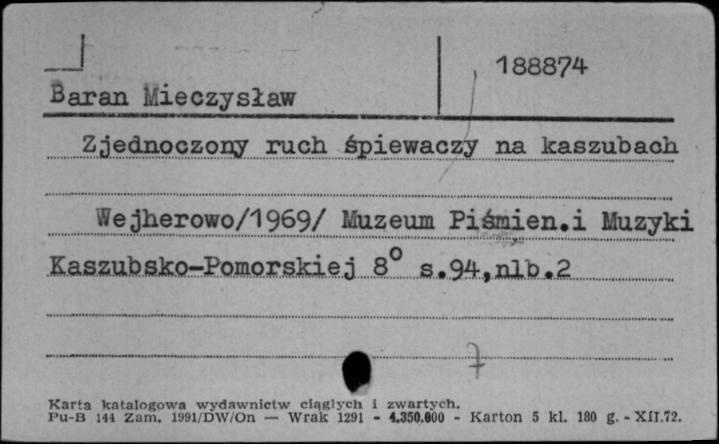 188874
Baran Mieczysław
Zjednoczony ruch śpiewaczy na kaszubach
Wejherowo/1969/ Muzeum Piśmien.i Muzyki
Kaszubsko-Pomorskiej 8° s.94,nlb.2
7
Karta katalogowa wydawnictw ciągłych i zwartych.
Pu-B 144 Zam. 1991/DW/On — Wrak 1291 - 4.350.000 - Karton 5 kl. 180 g. - XII.72.